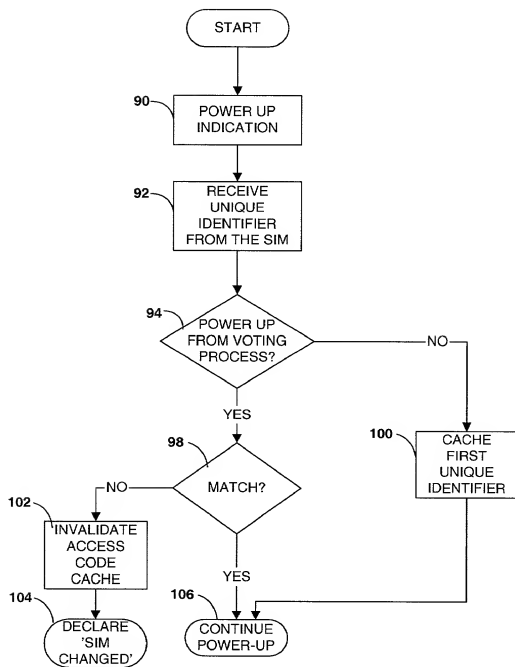 START
90
POWER UP
INDICATION
92
RECEIVE
UNIQUE
IDENTIFIER
FROM THE SIM
94
POWER UP
FROM VOTING
PROCESS?
NO
YES
98
MATCH?
NO
100
CACHE
FIRST
UNIQUE
IDENTIFIER
102
INVALIDATE
ACCESS
CODE
CACHE
YES
104
DECLARE
'SIM
CHANGED'
106
CONTINUE
POWER-UP